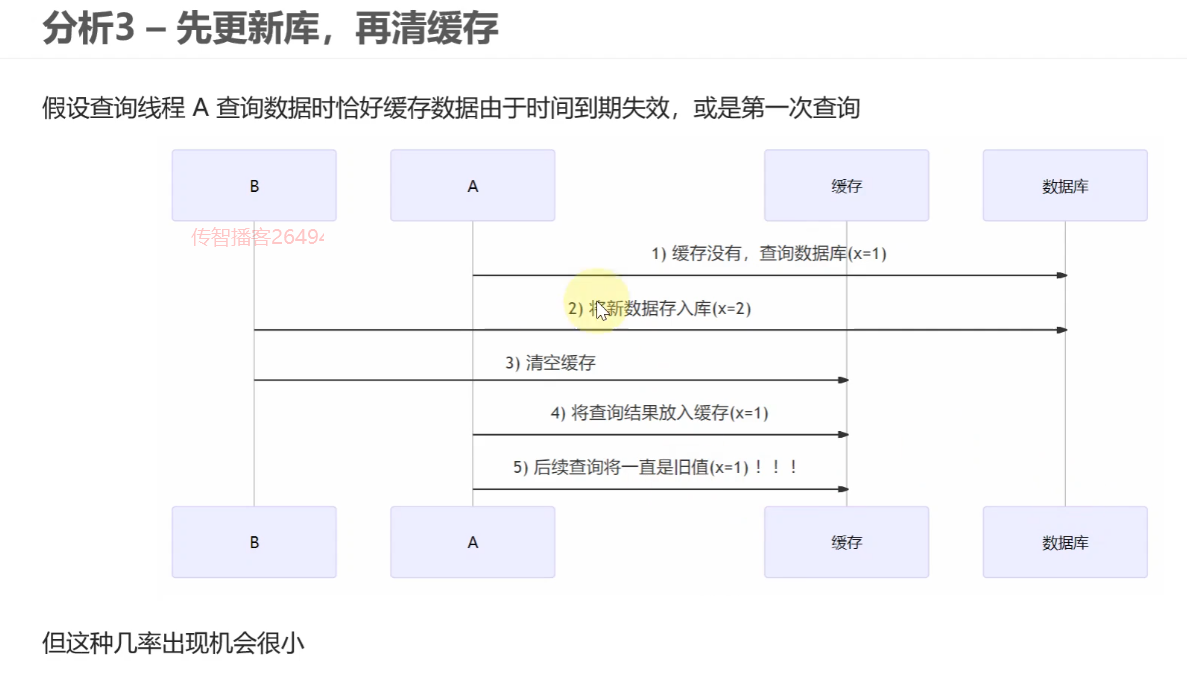 分析3 – 先更新库，再清缓存
假设查询线程 A 查询数据时恰好缓存数据由于时间到期失效，或是第一次查询
B
A
缓存
数据库
传智播客26494
1) 缓存没有，查询数据库(x=1)
2) 将新数据存入库(x=2)
3) 清空缓存
4) 将查询结果放入缓存(x=1)
5) 后续查询将一直是旧值(x=1)！！！
B
A
缓存
数据库
但这种几率出现机会很小